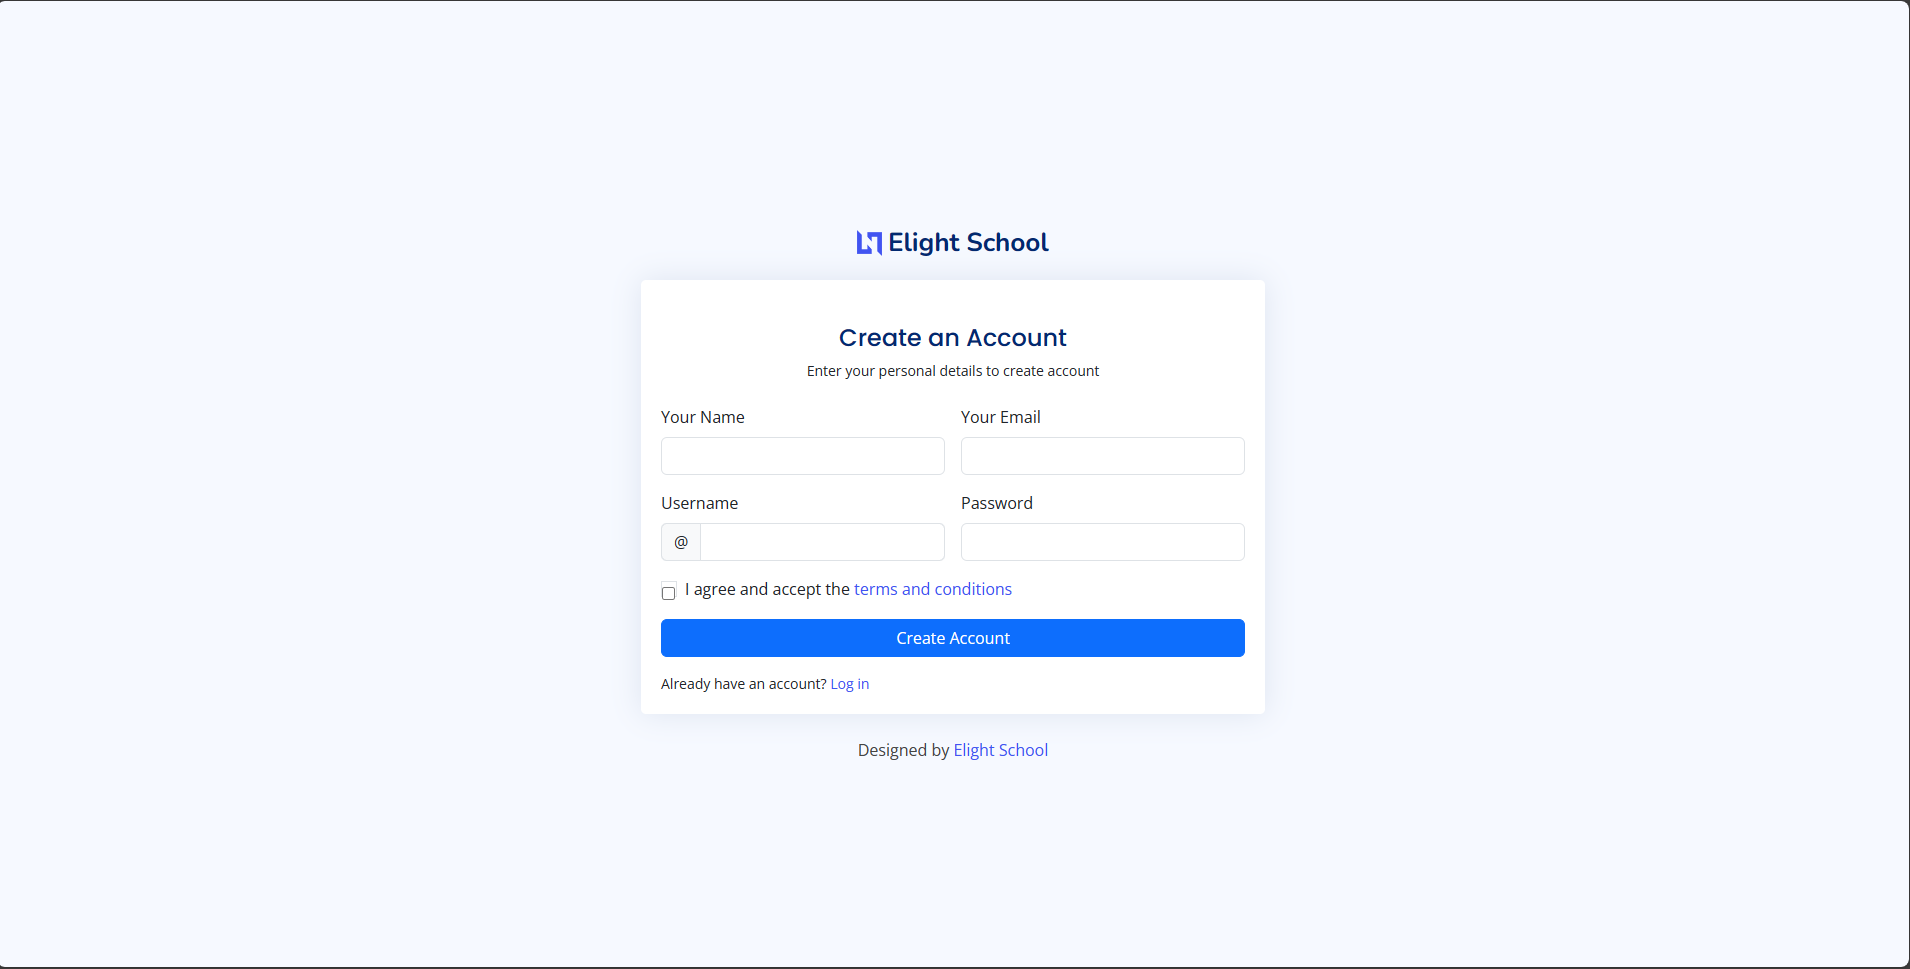 Elight School
Create an Account
Enter your personal details to create account
Your Name
Your Email
Username
Password
@
I agree and accept the terms and conditions
Create Account
Already have an account? Log in
Designed by Elight School